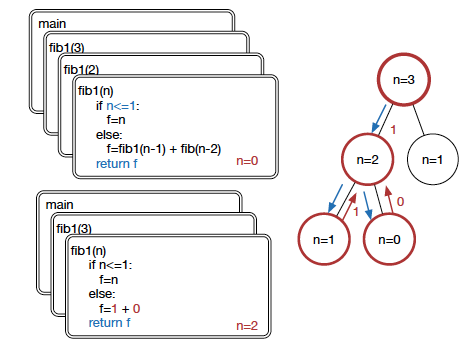 main
fib1(3)
fib1(2)
fib1(n)
if n<=1:
f=n
else:
f=fib1(n-1) + fib(n-2)
return f
n=0
main
fib1(3)
fib1(n)
if n<=1:
f=n
else:
f=1 + 0
return f
n=2
n=3
1
n=2
n=1
1
0
n=1
n=0